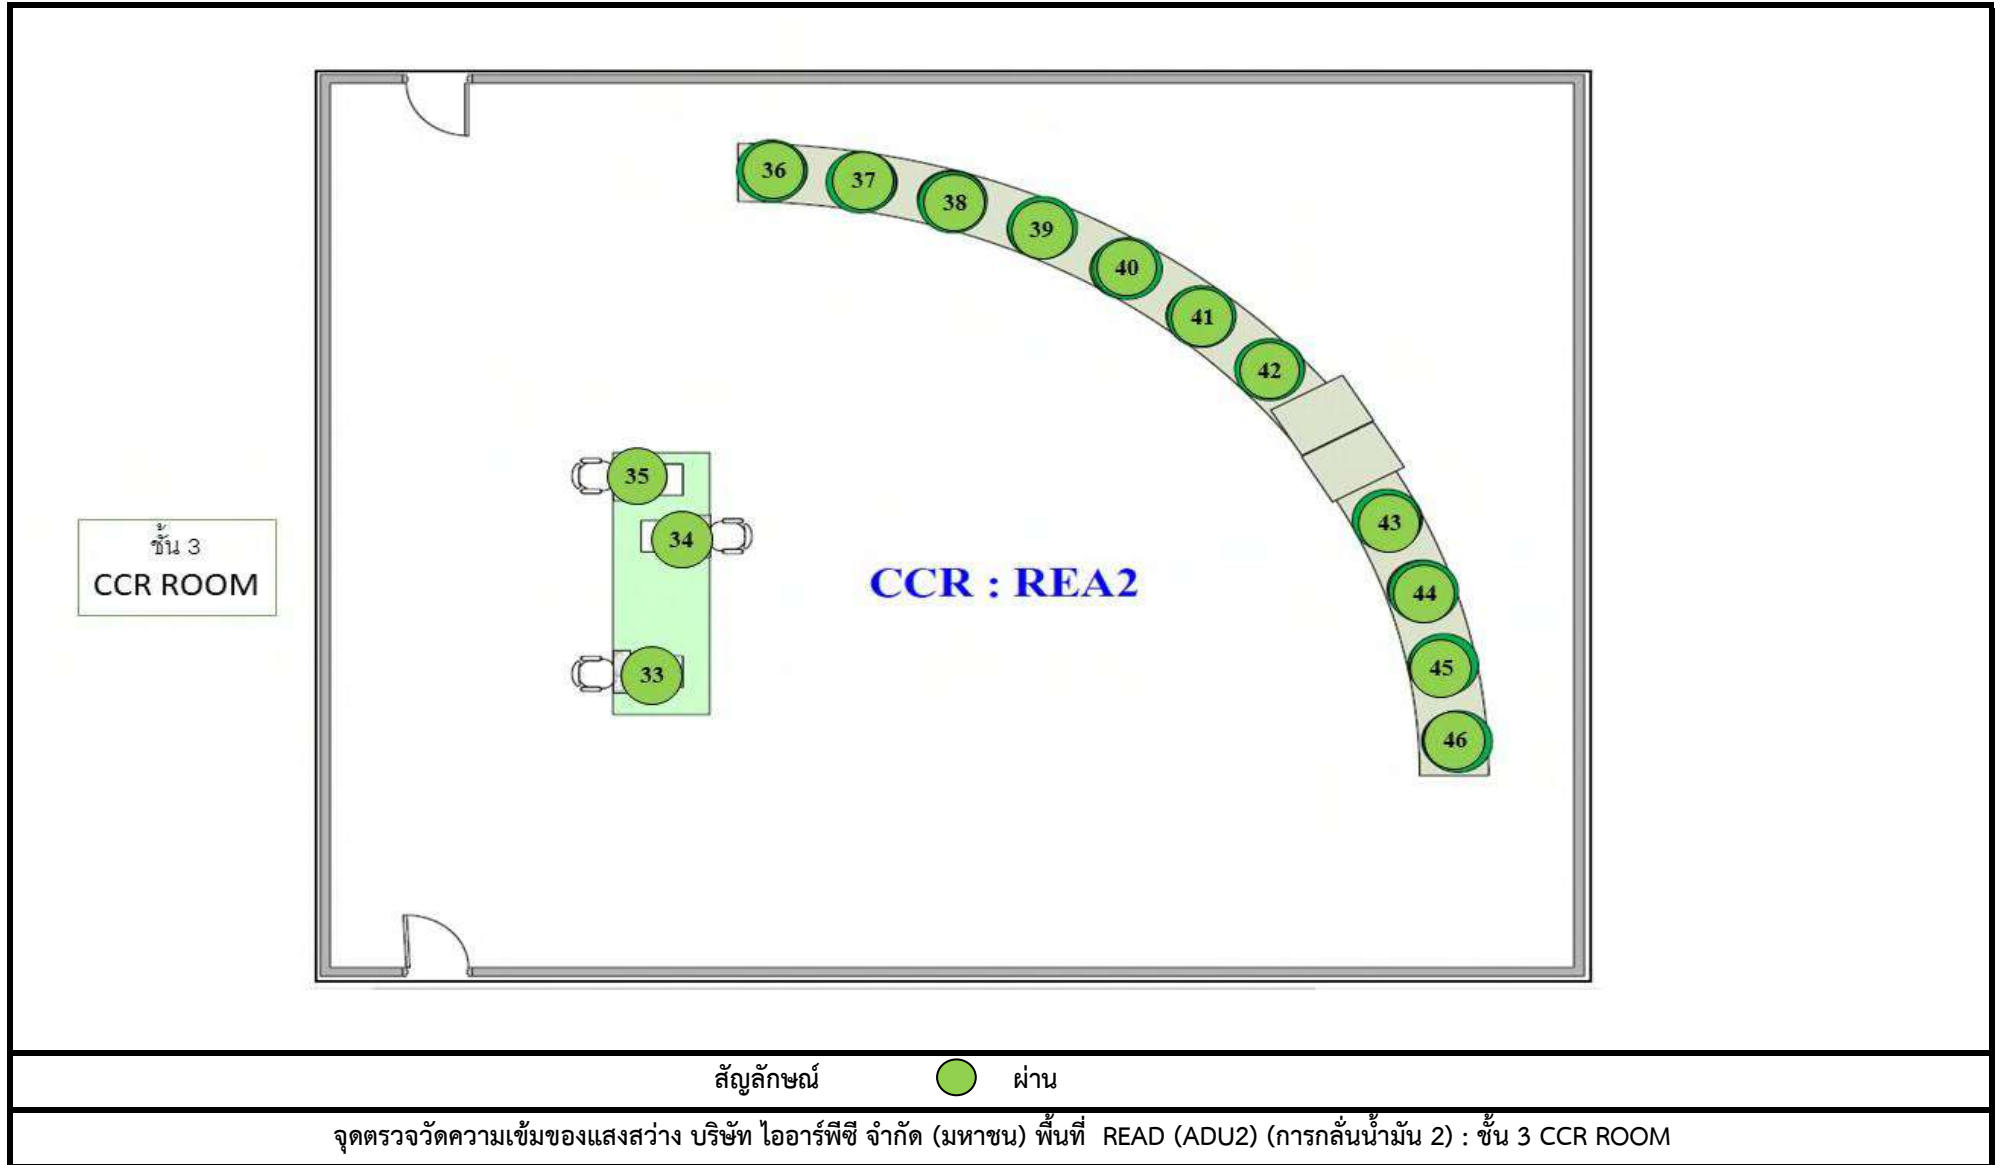 36
37
38
39
40
41
42
35
34
33
43
44
45
46
ชั้น 3
CCR ROOM
CCR : REA2
สัญลักษณ์ ผ่าน
จุดตรวจวัดความเข้มของแสงสว่าง บริษัท ไออาร์พีซี จำกัด (มหาชน) พื้นที่ READ (ADU2) (การกลั่นน้ำมัน 2) : ชั้น 3 CCR ROOM